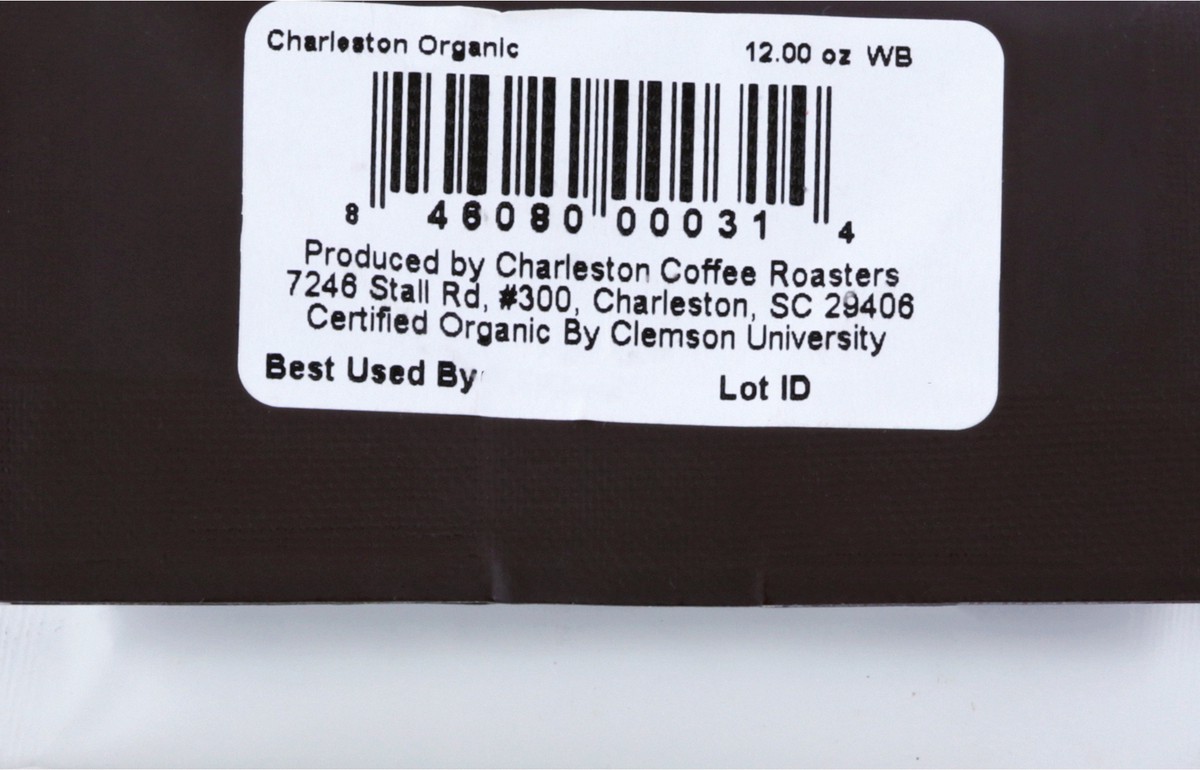 Charleston Organic 12.00 oz WB
8 46080 00031 4
Produced by Charleston Coffee Roasters
7246 Stall Rd, #300, Charleston, SC 29406
Certified Organic By Clemson University
Best Used By Lot ID